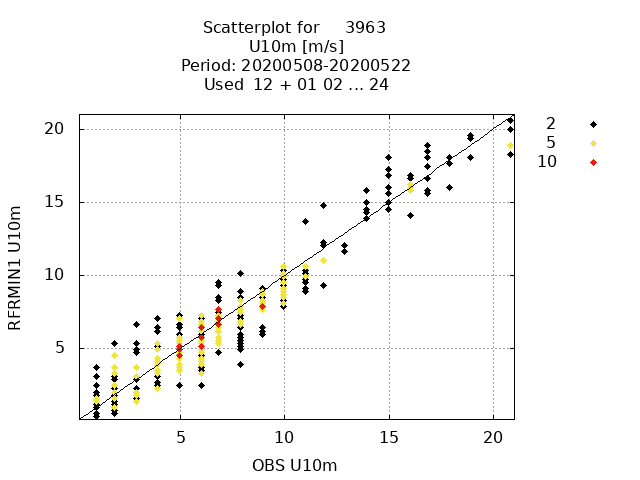 Scatterplot for 3963
U10m [m/s]
Period: 20200508-20200522
Used 12 + 01 02 ... 24
2
5
10
20
15
10
5
RFRMIN1 U10m
5 10 15 20
OBS U10m